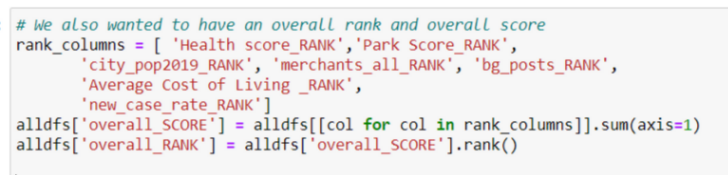 # We also wanted to have an overall rank and overall score
rank_columns = [ 'Health score_RANK','Park Score_RANK',
'city_pop2019_RANK', 'merchants_all_RANK', 'bg_posts_RANK',
'Average Cost of Living _RANK',
'new_case_rate_RANK']
alldfs['overall_SCORE'] = alldfs[[col for col in rank_columns]].sum(axis=1)
alldfs['overall_RANK'] = alldfs['overall_SCORE'].rank()